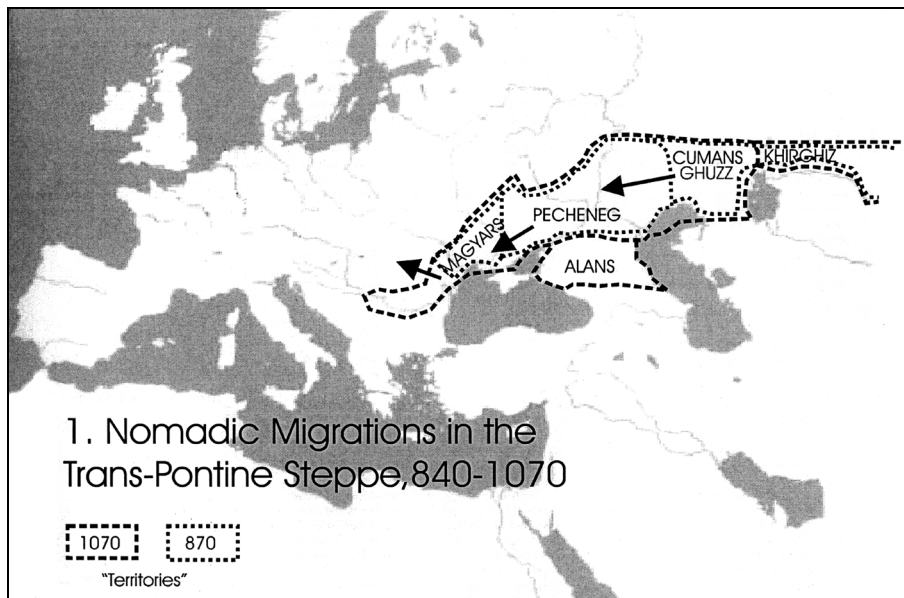 CUMANS
GHUZZ
KHIRGHIZ
PECHENEG
MAGYARS
ALANS
1. Nomadic Migrations in the
Trans-Pontine Steppe, 840-1070
1070
870
"Territories"